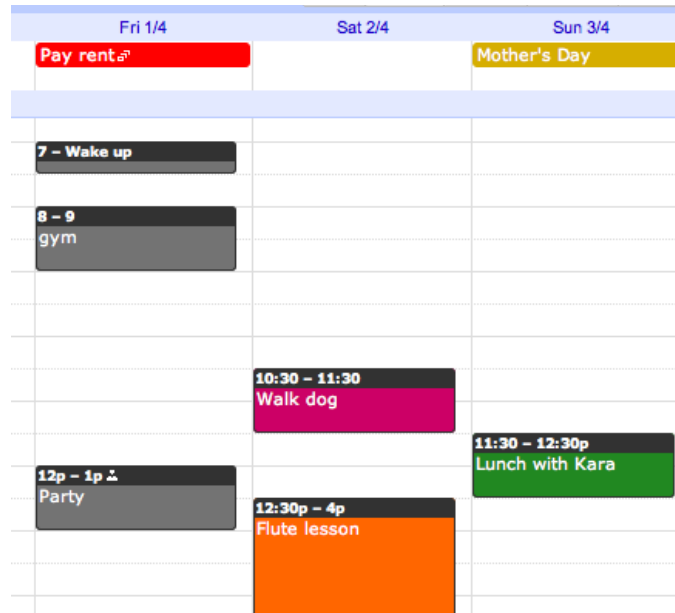 Fri 1/4
Sat 2/4
Sun 3/4
Pay rent
Mother's Day
7 – Wake up
8 – 9
gym
10:30 – 11:30
Walk dog
11:30 – 12:30p
Lunch with Kara
12p – 1p
Party
12:30p – 4p
Flute lesson